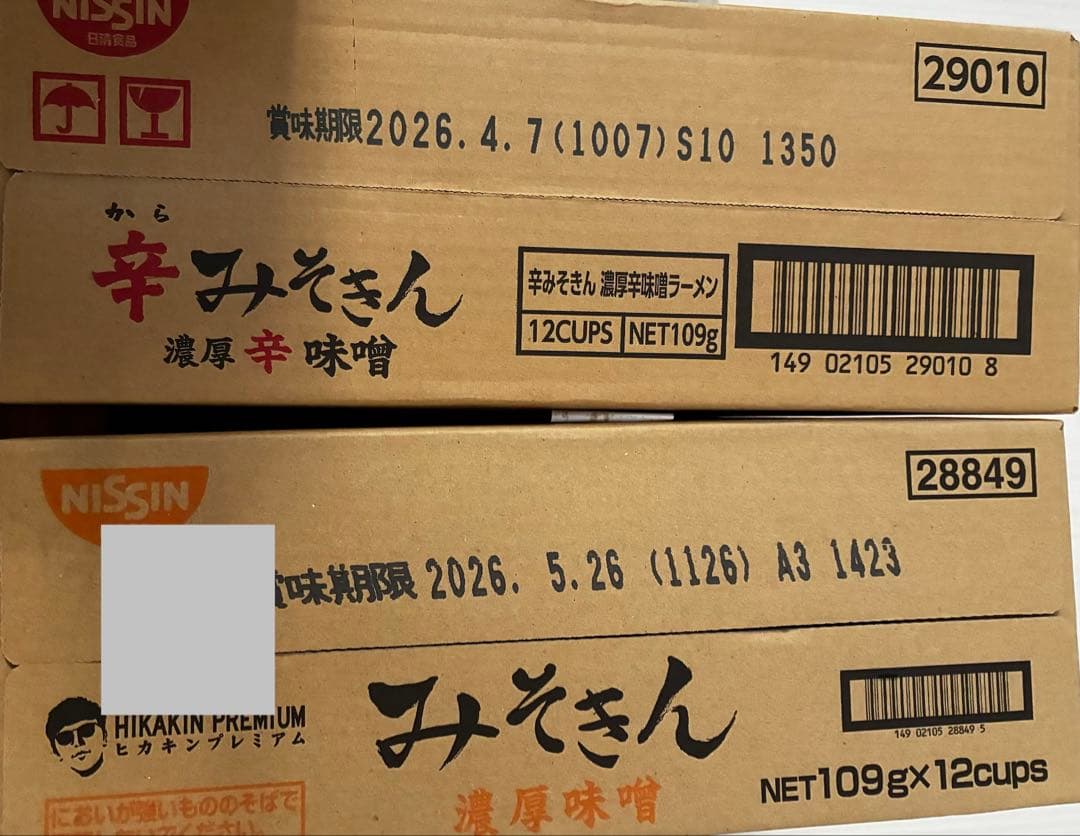 NISSIN
日清食品
29010
賞味期限2026.4.7(1007)S10 1350
から
辛みそきん
濃厚辛味噌
辛みそきん 濃厚辛味噌ラーメン
12CUPS NET109g
149 02105 29010 8
NISSIN
28849
賞味期限 2026. 5.26 (1126) A3 1423
HIKAKIN PREMIUM
ヒカキンプレミアム
みそきん
濃厚味噌
149 02105 28849 5
NET109g×12cups
においが強いもののそばで
ください。